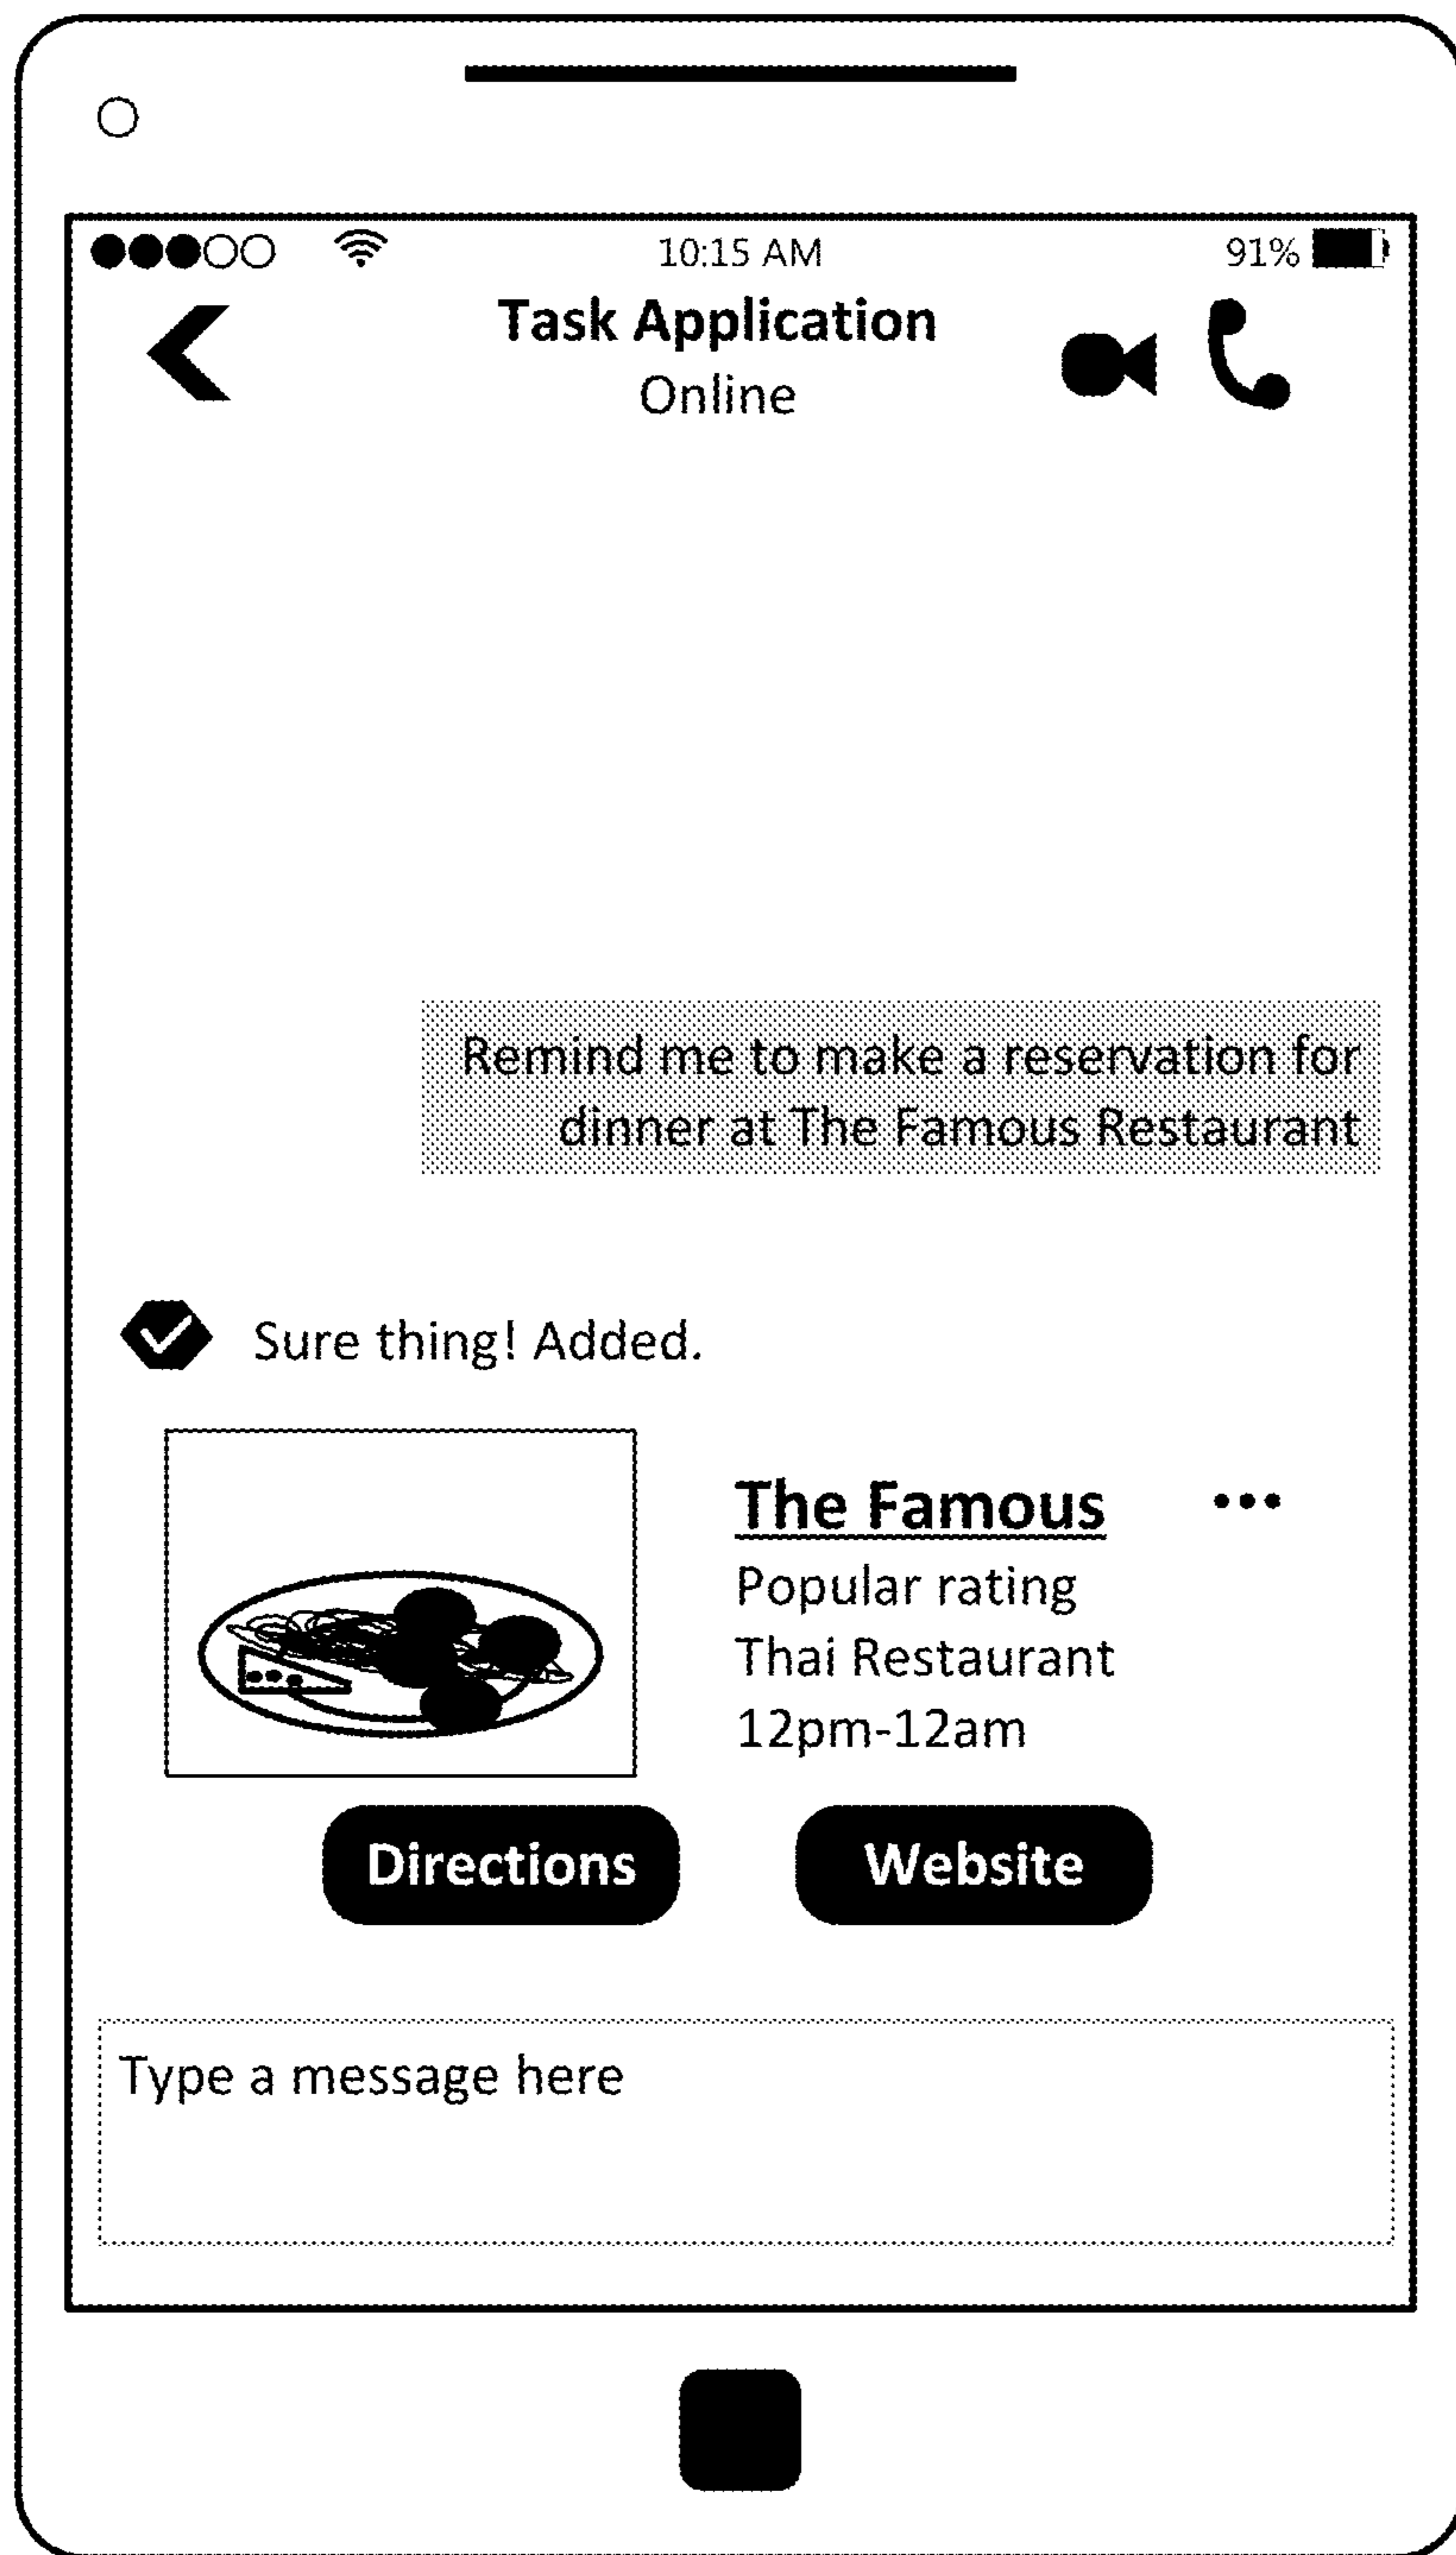 10:15 AM
91%
Task Application
Online
Remind me to make a reservation for
dinner at The Famous Restaurant
Sure thing! Added.
The Famous
Popular rating
Thai Restaurant
12pm-12am
Directions
Website
Type a message here